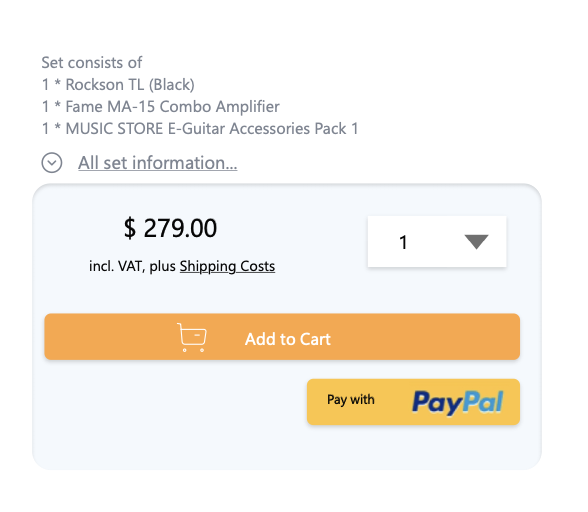 Set consists of
1 * Rockson TL (Black)
1 * Fame MA-15 Combo Amplifier
1 * MUSIC STORE E-Guitar Accessories Pack 1
All set information...
$ 279.00
1
incl. VAT, plus Shipping Costs
Add to Cart
Pay with PayPal